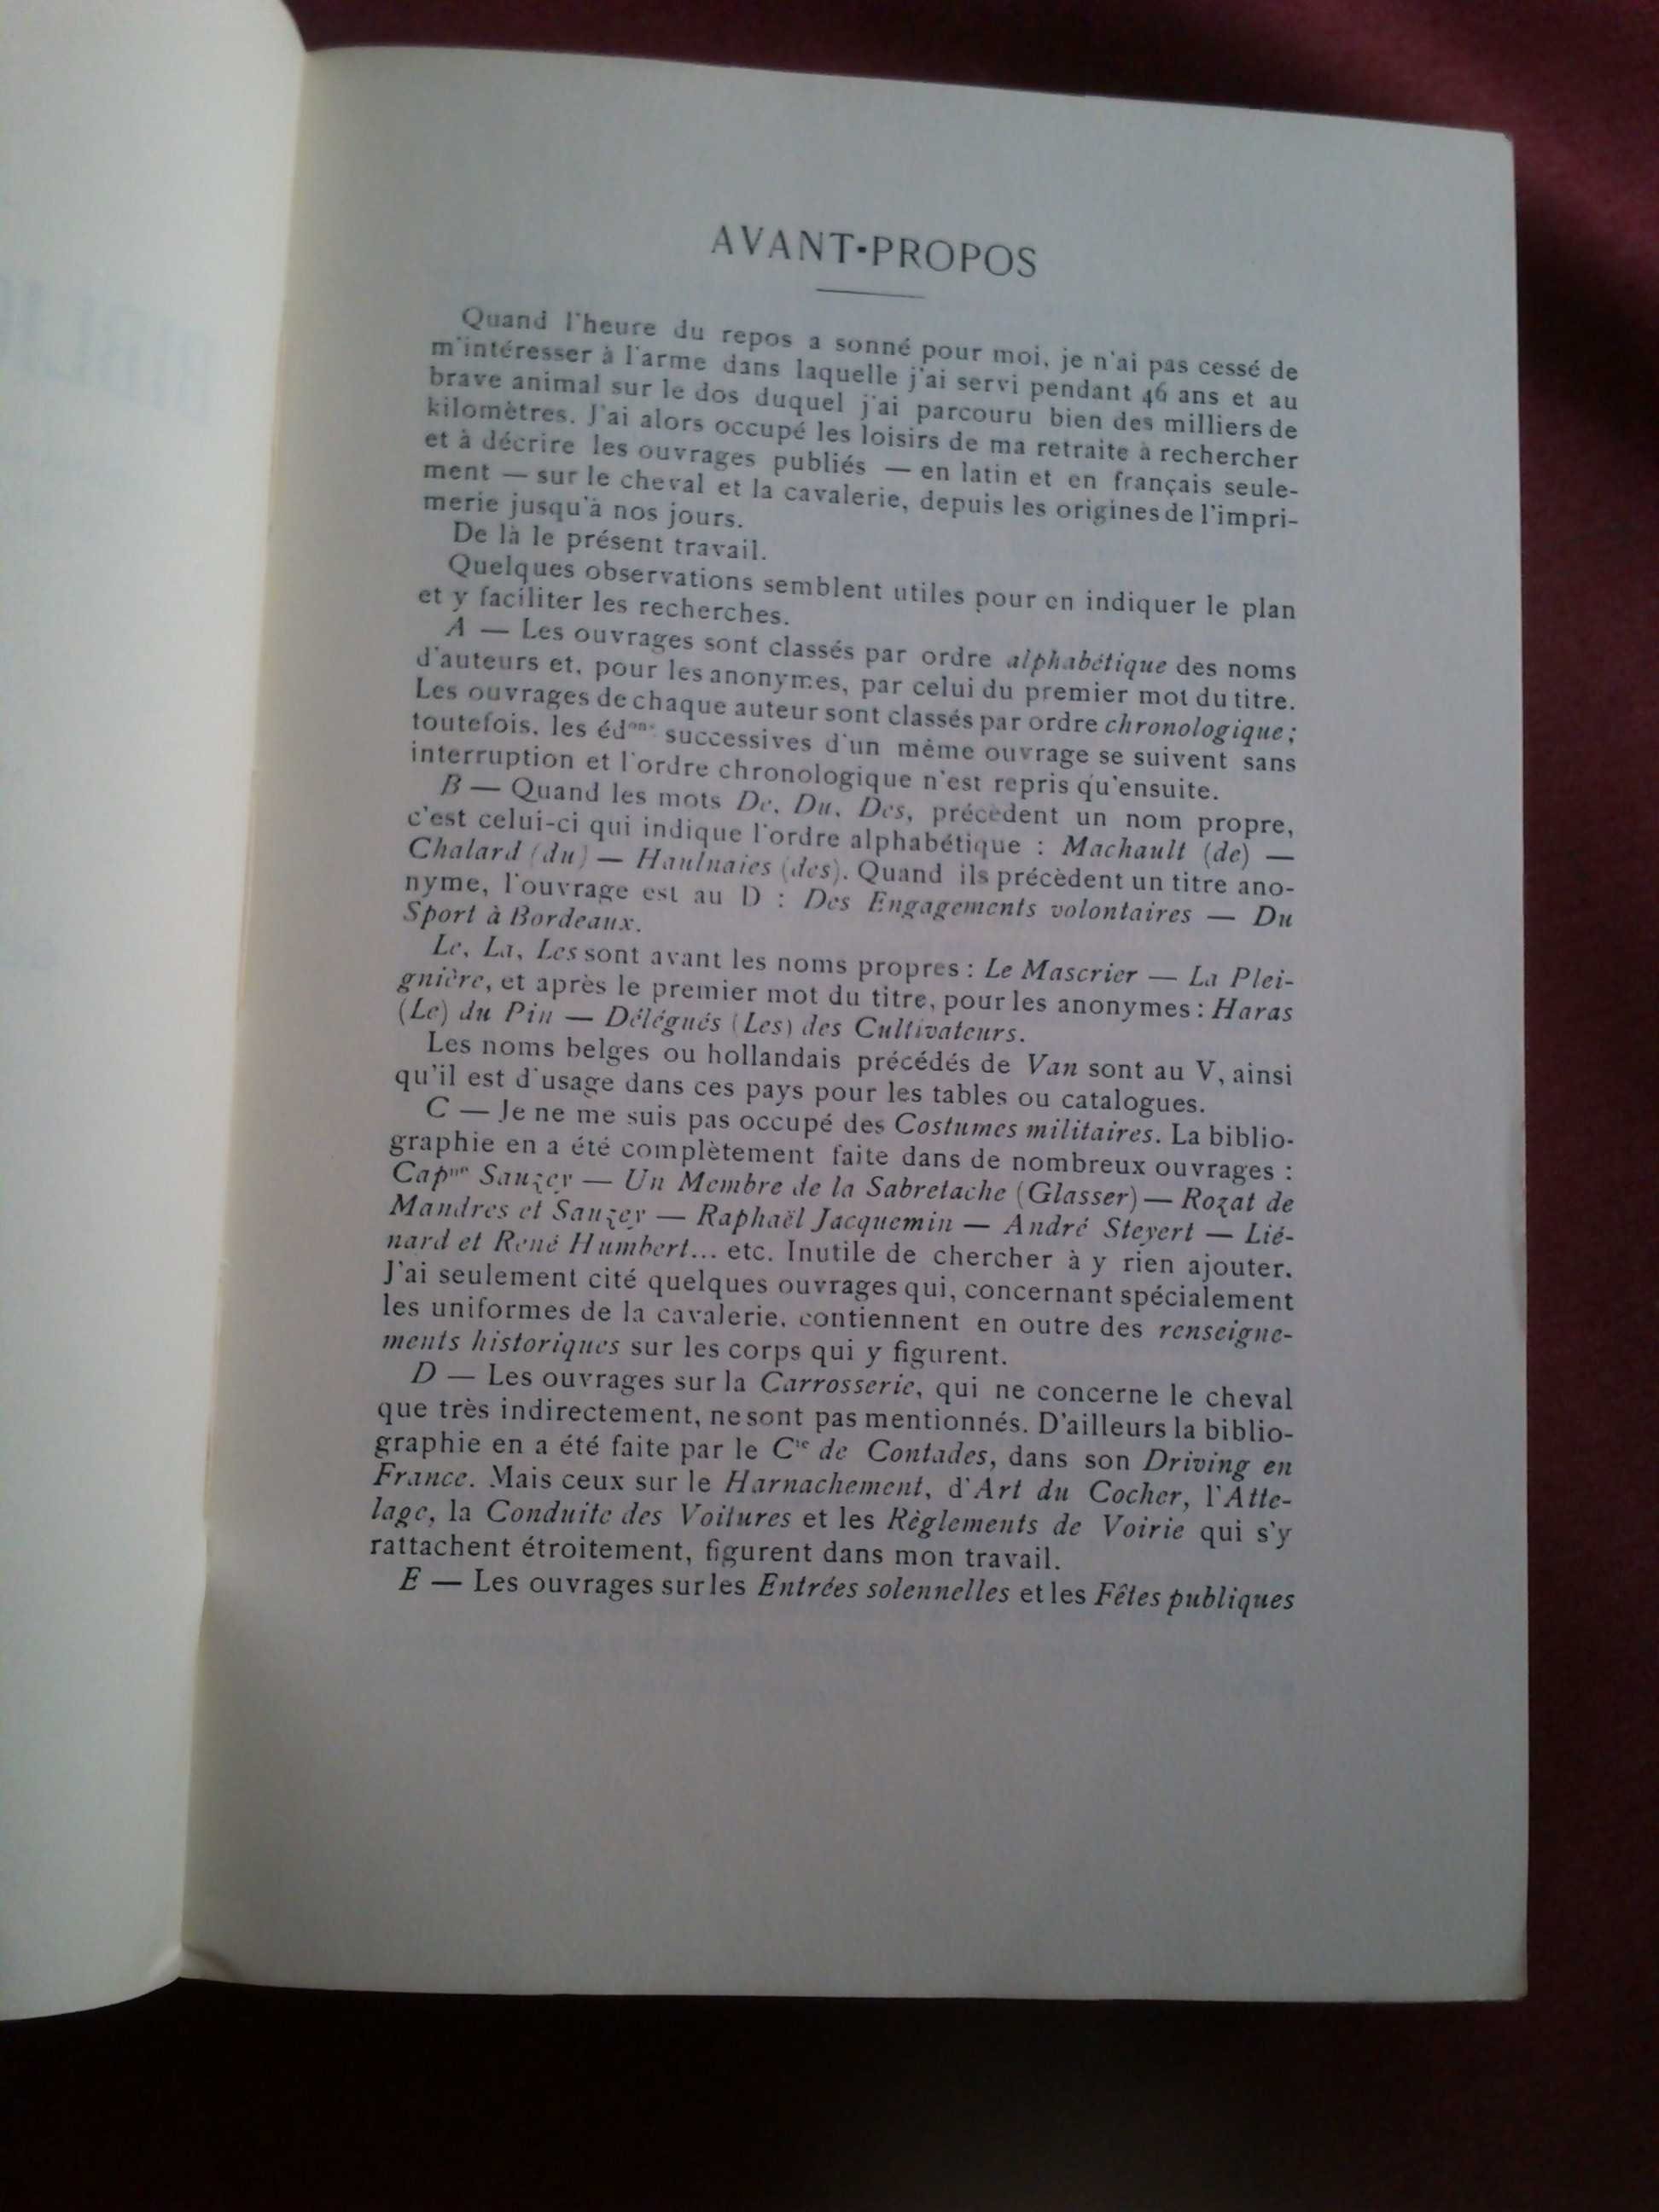 AVANT-PROPOS
Quand l'heure du repos a sonné pour moi, je n'ai pas cessé de
m'intéresser à l'arme dans laquelle j'ai servi pendant 46 ans et au
brave animal sur le dos duquel j'ai parcouru bien des milliers de
kilomètres. J'ai alors occupé les loisirs de ma retraite à rechercher
et à décrire les ouvrages publiés — en latin et en français seule-
ment — sur le cheval et la cavalerie, depuis les origines de l'impri-
merie jusqu'à nos jours.
De là le présent travail.
Quelques observations semblent utiles pour en indiquer le plan
et y faciliter les recherches.
A — Les ouvrages sont classés par ordre alphabétique des noms
d'auteurs et, pour les anonymes, par celui du premier mot du titre.
Les ouvrages de chaque auteur sont classés par ordre chronologique;
toutefois, les édons successives d'un même ouvrage se suivent sans
interruption et l'ordre chronologique n'est repris qu'ensuite.
B — Quand les mots De, Du, Des, précèdent un nom propre,
c'est celui-ci qui indique l'ordre alphabétique : Machault (de) —
Chalard (du) — Haulnaies (des). Quand ils précèdent un titre ano-
nyme, l'ouvrage est au D : Des Engagements volontaires — Du
Sport à Bordeaux.
Le, La, Les sont avant les noms propres : Le Mascrier — La Plei-
gnière, et après le premier mot du titre, pour les anonymes : Haras
(Le) du Pin — Délégués (Les) des Cultivateurs.
Les noms belges ou hollandais précédés de Van sont au V, ainsi
qu'il est d'usage dans ces pays pour les tables ou catalogues.
C — Je ne me suis pas occupé des Costumes militaires. La biblio-
graphie en a été complètement faite dans de nombreux ouvrages :
Capne Sauzey — Un Membre de la Sabretache (Glasser) — Rozat de
Mandres et Sauzey — Raphaël Jacquemin — André Steyert — Lié-
nard et René Humbert... etc. Inutile de chercher à y rien ajouter.
J'ai seulement cité quelques ouvrages qui, concernant spécialement
les uniformes de la cavalerie, contiennent en outre des renseigne-
ments historiques sur les corps qui y figurent.
D — Les ouvrages sur la Carrosserie, qui ne concerne le cheval
que très indirectement, ne sont pas mentionnés. D'ailleurs la biblio-
graphie en a été faite par le Cte de Contades, dans son Driving en
France. Mais ceux sur le Harnachement, d'Art du Cocher, l'Atte-
lage, la Conduite des Voitures et les Règlements de Voirie qui s'y
rattachent étroitement, figurent dans mon travail.
E — Les ouvrages sur les Entrées solennelles et les Fêtes publiques